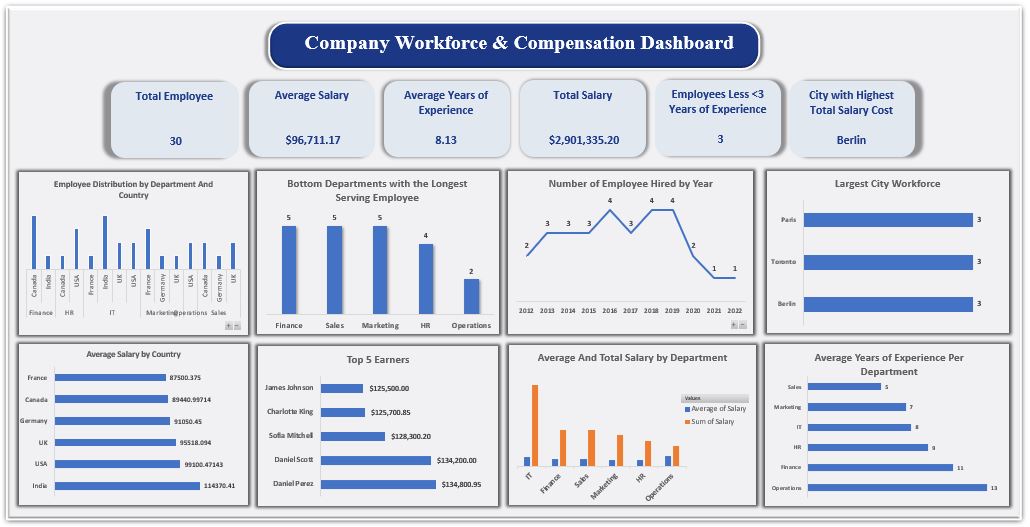 Company Workforce & Compensation Dashboard
Total Employee
30
Average Salary
$96,711.17
Average Years of
Experience
8.13
Total Salary
$2,901,335.20
Employees Less <3
Years of Experience
3
City with Highest
Total Salary Cost
Berlin
Employee Distribution by Department And
Country
Canada India Canada USA France India UK USA France Germany UK USA Canada Germany UK
Finance HR IT Marketing Operations Sales
Bottom Departments with the Longest
Serving Employee
5 5 5 4 2
Finance Sales Marketing HR Operations
Number of Employee Hired by Year
2 3 3 3 4 3 4 4 2 1 1
2012 2013 2014 2015 2016 2017 2018 2019 2020 2021 2022
Largest City Workforce
Paris 3
Toronto 3
Berlin 3
Average Salary by Country
France 87500.375
Canada 89440.99714
Germany 91050.45
UK 95518.094
USA 99100.47143
India 114370.41
Top 5 Earners
James Johnson $125,500.00
Charlotte King $125,700.85
Sofia Mitchell $128,300.20
Daniel Scott $134,200.00
Daniel Perez $134,800.95
Average And Total Salary by Department
Values
Average of Salary
Sum of Salary
IT Finance Sales Marketing HR Operations
Average Years of Experience Per
Department
Sales 5
Marketing 7
IT 8
HR 9
Finance 11
Operations 13